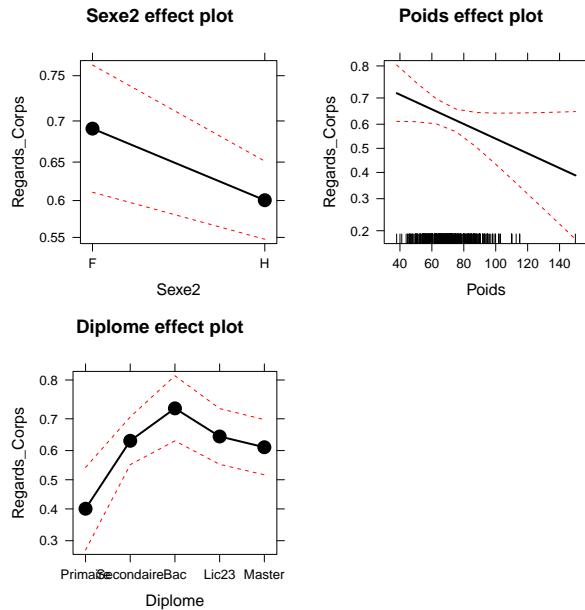 Sexe2 effect plot
Regards_Corps
0.75
0.7
0.65
0.6
0.55
F H
Sexe2
Poids effect plot
Regards_Corps
0.8
0.7
0.6
0.5
0.4
0.3
0.2
40 60 80 100 120 140
Poids
Diplome effect plot
Regards_Corps
0.8
0.7
0.6
0.5
0.4
0.3
Primaire Secondaire Bac Lic23 Master
Diplome